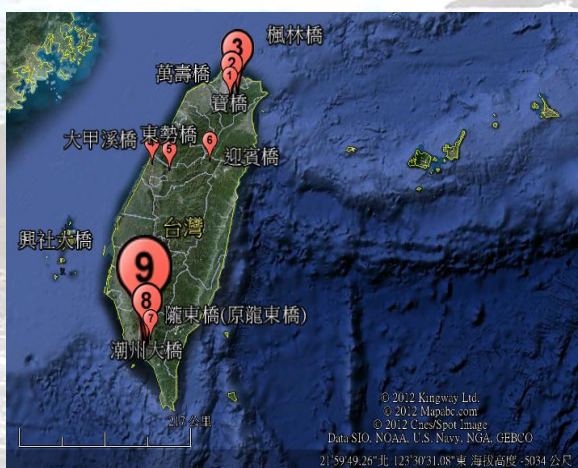 楓林橋
3
2
萬壽橋
1
寶橋
大甲溪橋
東勢橋
5
6
迎賓橋
興社大橋
台灣
9
8
7
隴東橋(原龍東橋)
潮州大橋
217 公里
© 2012 Kingway Ltd.
© 2012 Mapabc.com
© 2012 Cnes/Spot Image
Data SIO, NOAA, U.S. Navy, NGA, GEBCO
21°59'49.26"北 123°30'31.08"東 海拔高度 -5034 公尺